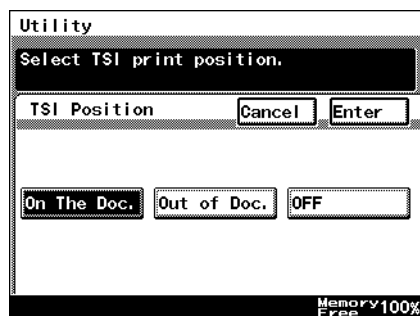 Utility
Select TSI print position.
TSI Position Cancel Enter
On The Doc. Out of Doc. OFF
Memory Free 100%